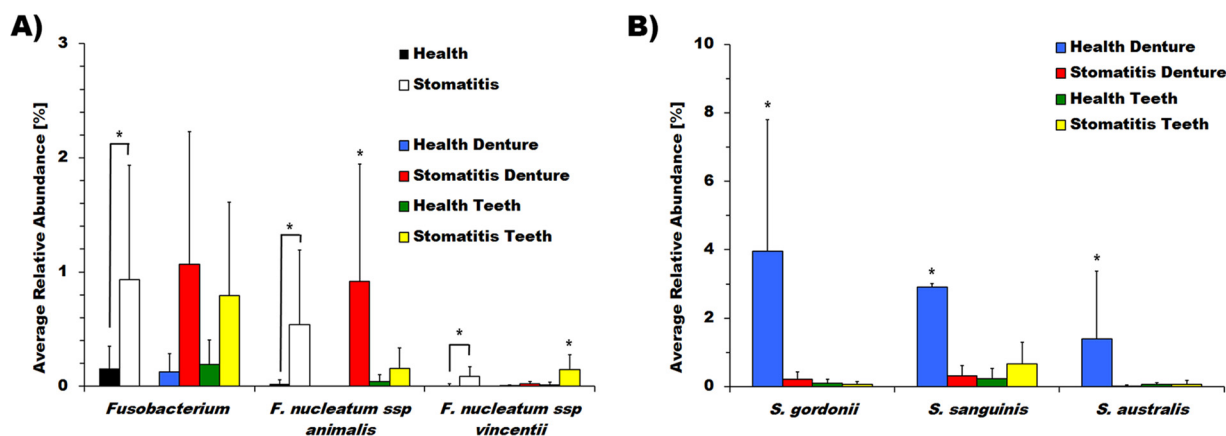 A)
Average Relative Abundance [%]
3
2
1
0
Health
Stomatitis
Health Denture
Stomatitis Denture
Health Teeth
Stomatitis Teeth
*
*
*
*
*
Fusobacterium
F. nucleatum ssp
animalis
F. nucleatum ssp
vincentii
B)
Average Relative Abundance [%]
10
8
6
4
2
0
Health Denture
Stomatitis Denture
Health Teeth
Stomatitis Teeth
*
*
*
S. gordonii
S. sanguinis
S. australis